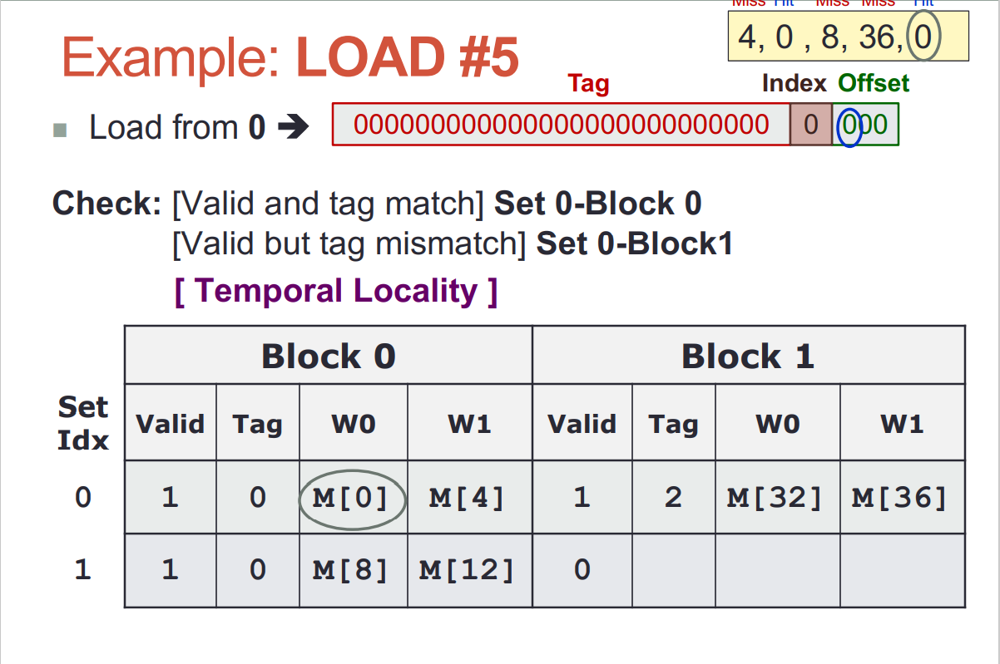 Miss Hit Miss Miss Hit
4, 0 , 8, 36, 0
Example: LOAD #5
Tag Index Offset
Load from 0 ➔ 000000000000000000000000000 0 000
Check: [Valid and tag match] Set 0-Block 0
[Valid but tag mismatch] Set 0-Block1
[ Temporal Locality ]
Block 0 Block 1
Set Idx Valid Tag W0 W1 Valid Tag W0 W1
0 1 0 M[0] M[4] 1 2 M[32] M[36]
1 1 0 M[8] M[12] 0